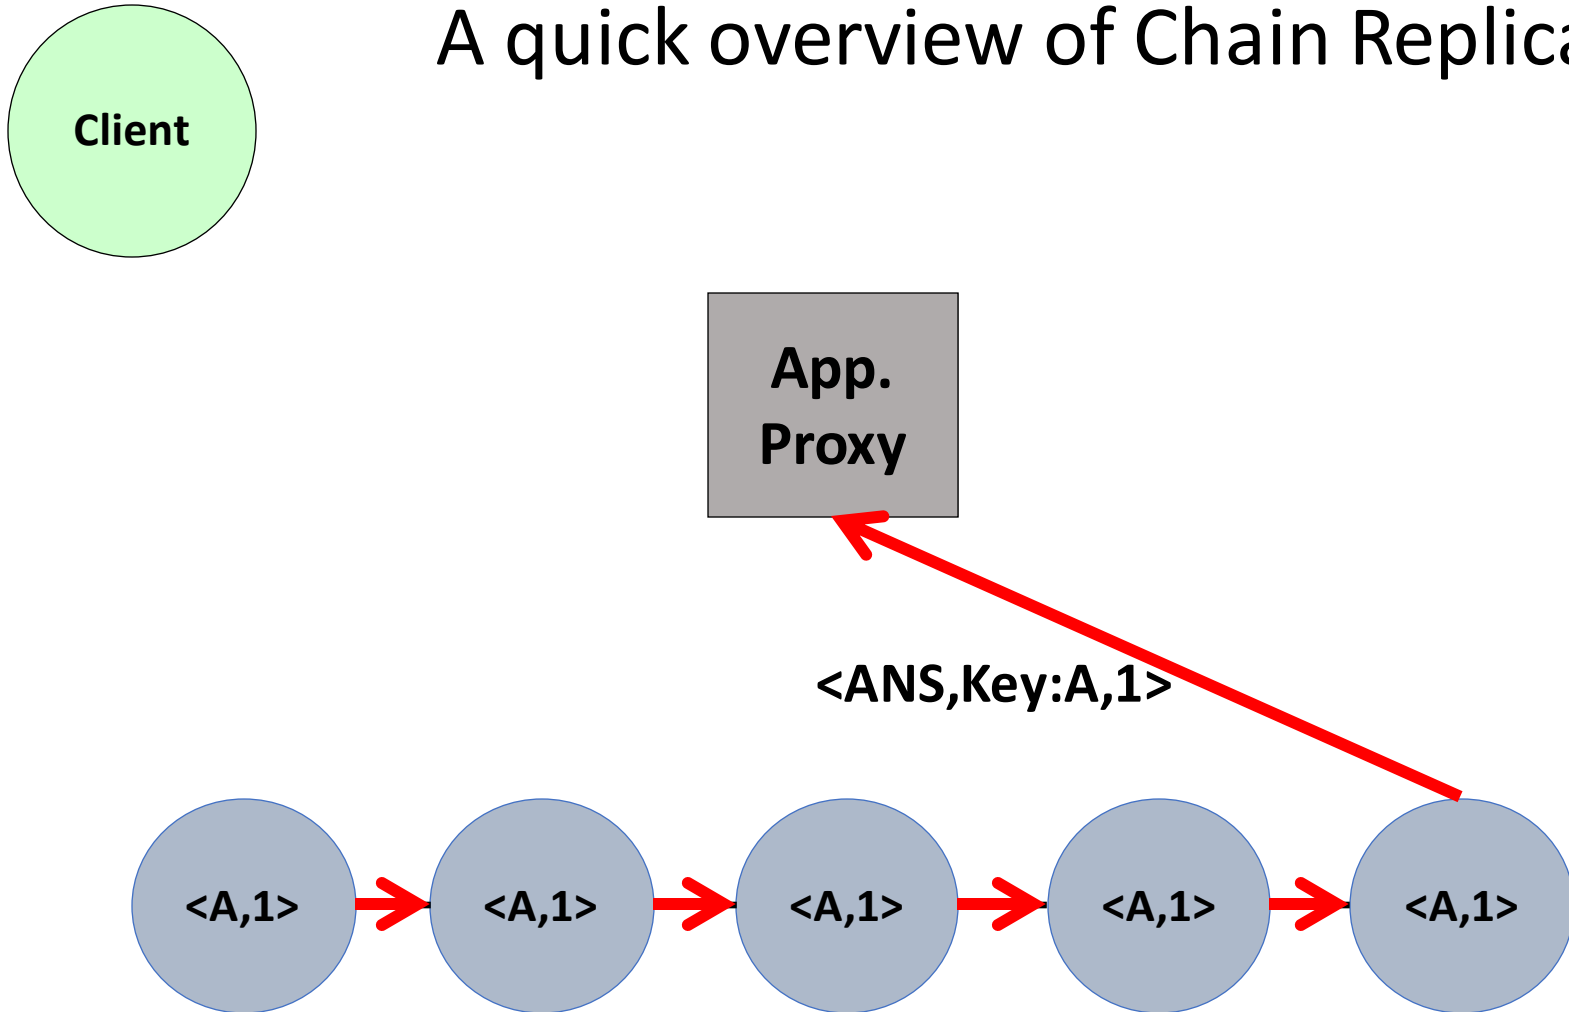 A quick overview of Chain Replica
Client
App.
Proxy
<ANS,Key:A,1>
<A,1> <A,1> <A,1> <A,1> <A,1>